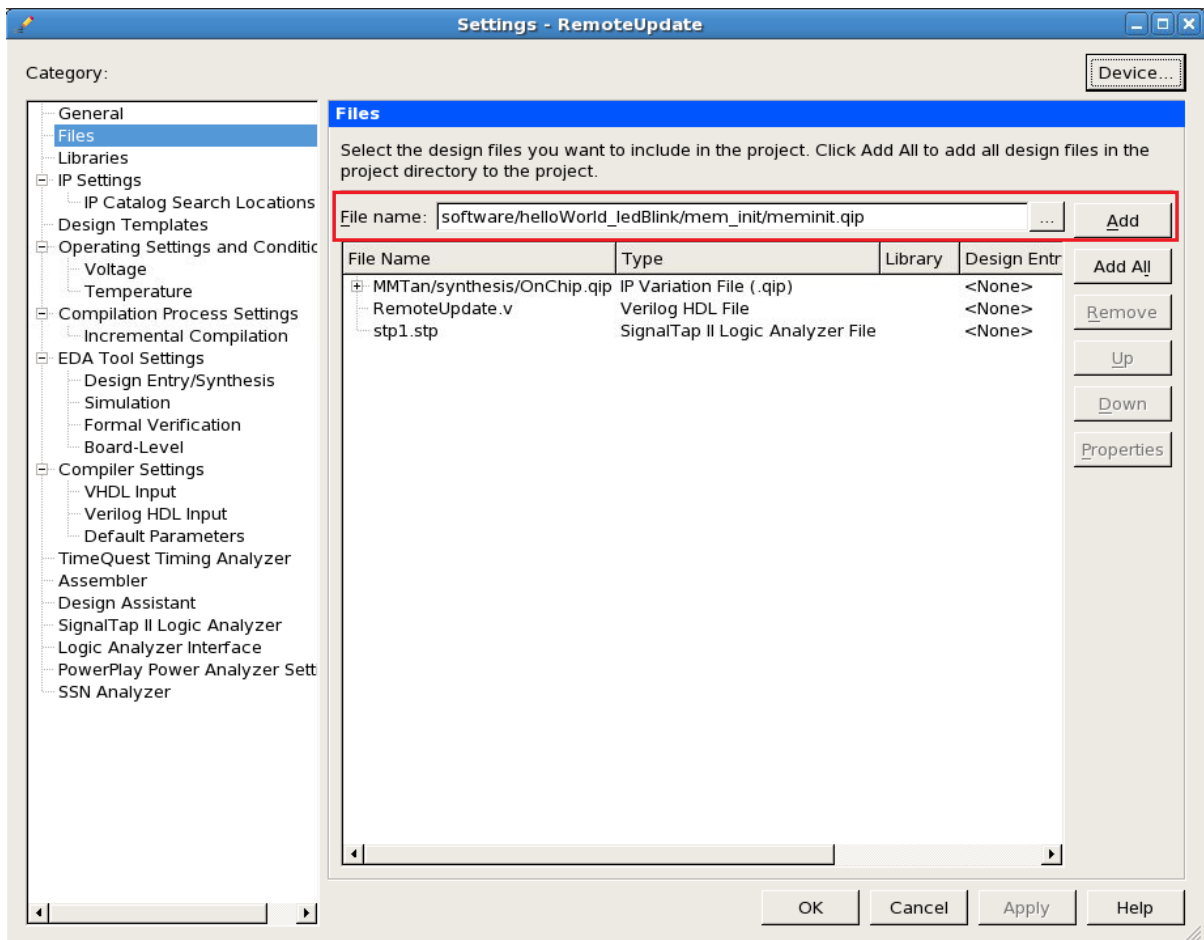 Settings - RemoteUpdate
Category:
Device...
General
Files
Libraries
IP Settings
IP Catalog Search Locations
Design Templates
Operating Settings and Conditic
Voltage
Temperature
Compilation Process Settings
Incremental Compilation
EDA Tool Settings
Design Entry/Synthesis
Simulation
Formal Verification
Board-Level
Compiler Settings
VHDL Input
Verilog HDL Input
Default Parameters
TimeQuest Timing Analyzer
Assembler
Design Assistant
SignalTap II Logic Analyzer
Logic Analyzer Interface
PowerPlay Power Analyzer Setti
SSN Analyzer
Files
Select the design files you want to include in the project. Click Add All to add all design files in the
project directory to the project.
File name: software/helloWorld_ledBlink/mem_init/meminit.qip ... Add
File Name Type Library Design Entr
Add All
MMTan/synthesis/OnChip.qip IP Variation File (.qip) <None>
RemoteUpdate.v Verilog HDL File <None>
stp1.stp SignalTap II Logic Analyzer File <None>
Remove
Up
Down
Properties
OK Cancel Apply Help